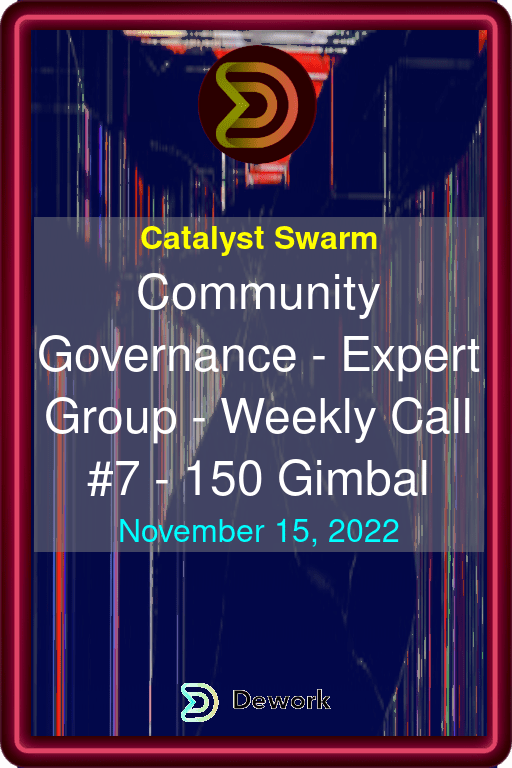 Catalyst Swarm
Community
Governance - Expert
Group - Weekly Call
#7 - 150 Gimbal
November 15, 2022
Dework